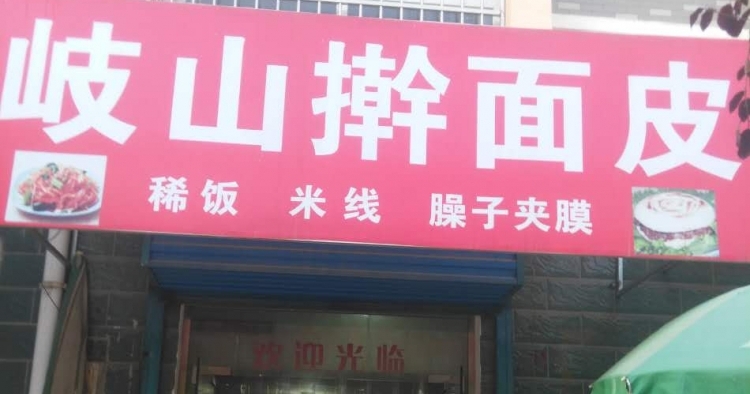 岐山擀面皮
稀饭 米线 臊子夹膜
欢迎光临